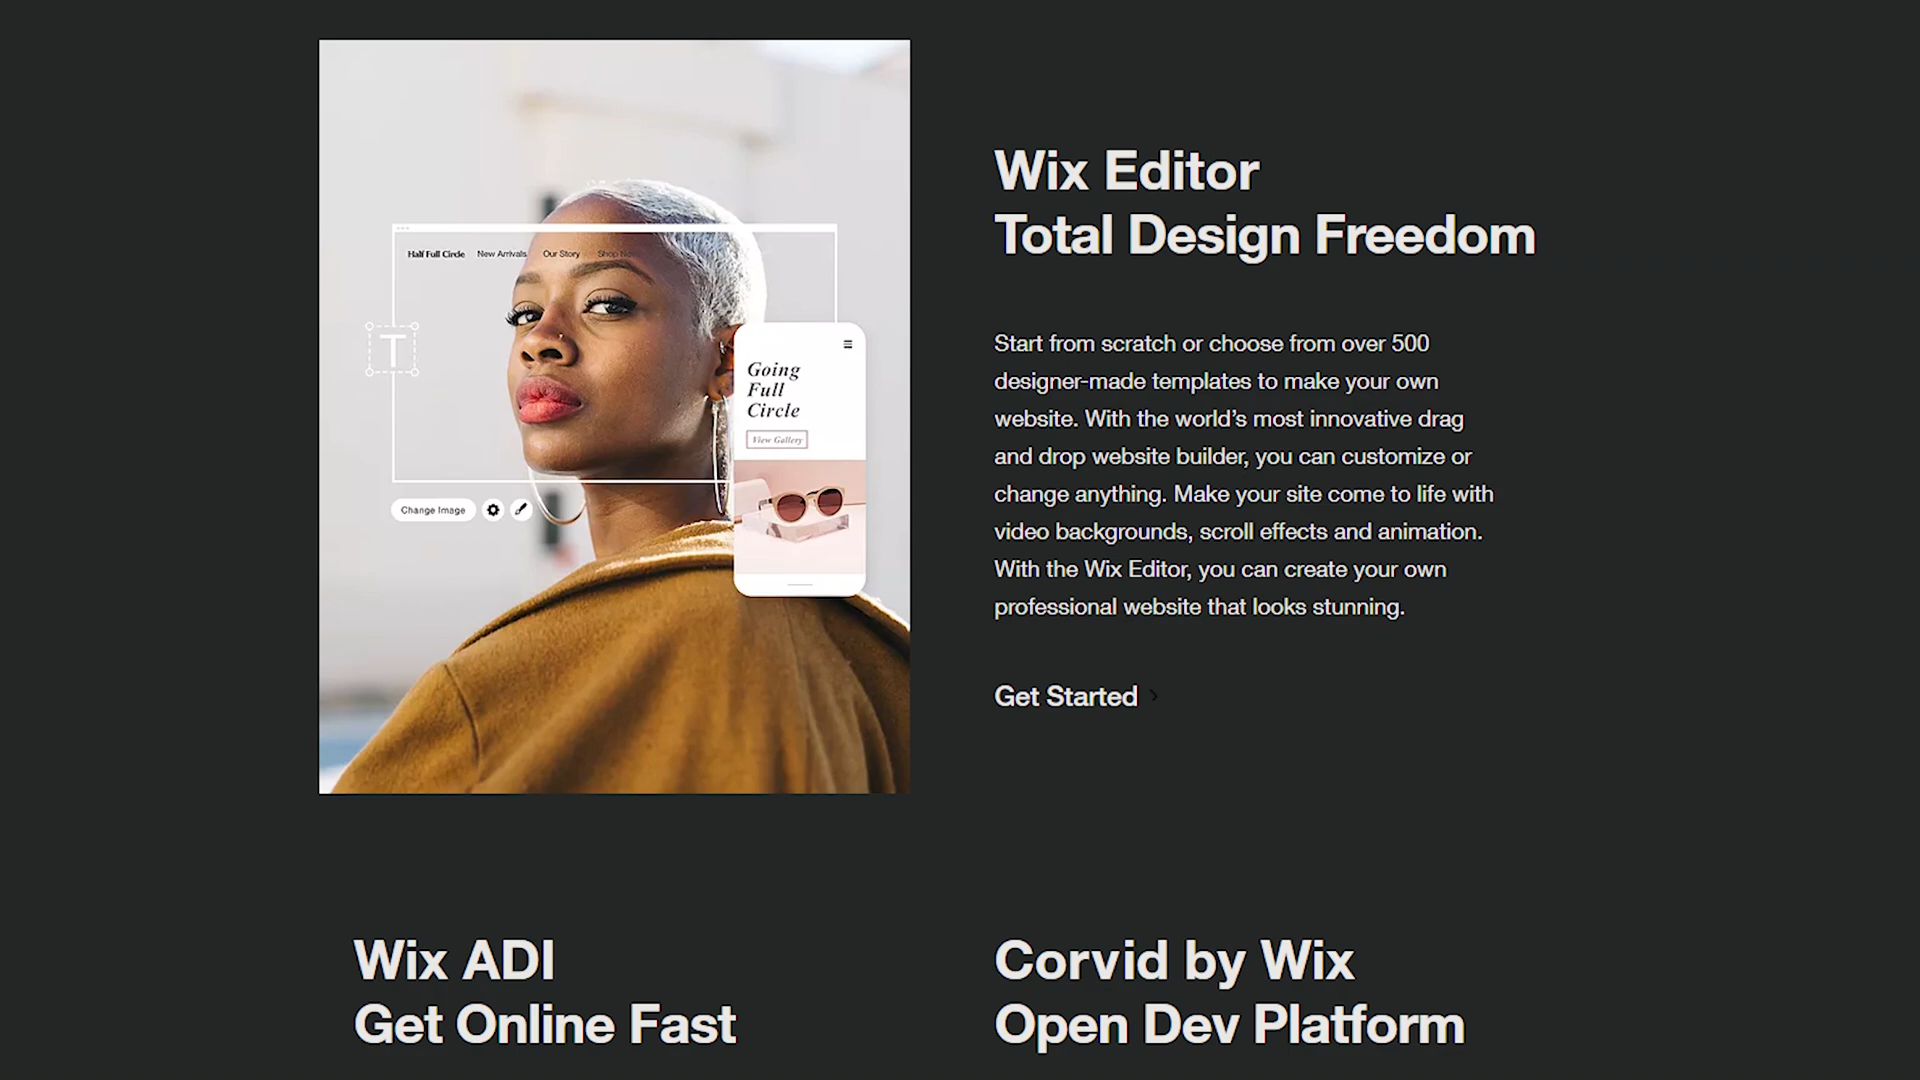 Wix Editor
Total Design Freedom
Half Full Circle New Arrivals Our Story Shop Now
T
Going
Full
Circle
View Gallery
Change Image
Start from scratch or choose from over 500
designer-made templates to make your own
website. With the world’s most innovative drag
and drop website builder, you can customize or
change anything. Make your site come to life with
video backgrounds, scroll effects and animation.
With the Wix Editor, you can create your own
professional website that looks stunning.
Get Started
Wix ADI
Get Online Fast
Corvid by Wix
Open Dev Platform